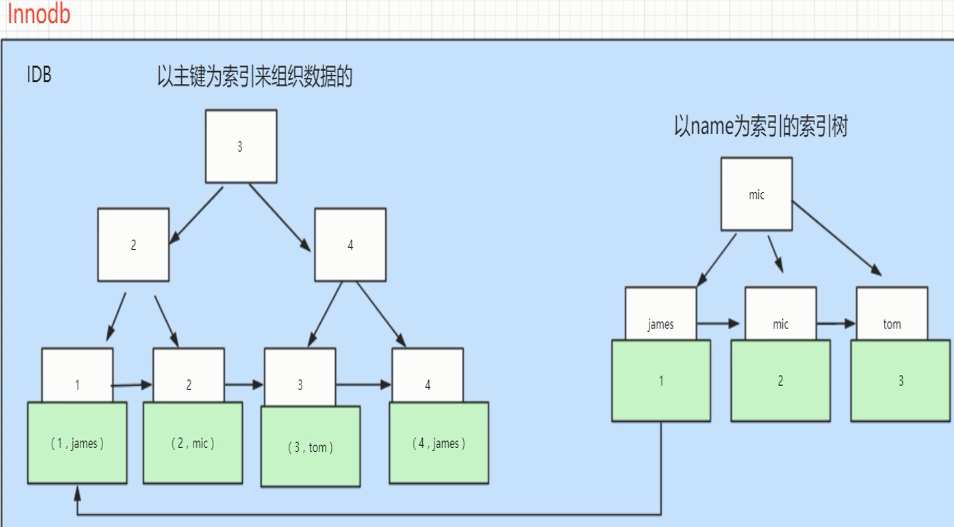 Innodb
IDB
以主键为索引来组织数据的
以name为索引的索引树
3
mic
2
4
james
mic
tom
1
2
3
1
2
3
4
( 1 , james )
( 2 , mic )
( 3 , tom )
( 4 , james )